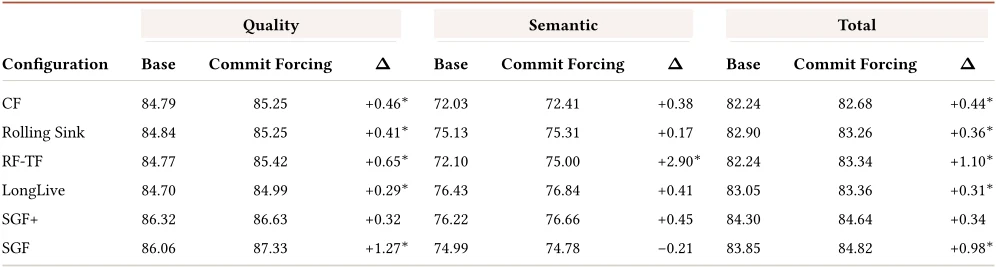 Quality Semantic Total
Configuration Base Commit Forcing Δ Base Commit Forcing Δ Base Commit Forcing Δ
CF 84.79 85.25 +0.46* 72.03 72.41 +0.38 82.24 82.68 +0.44*
Rolling Sink 84.84 85.25 +0.41* 75.13 75.31 +0.17 82.90 83.26 +0.36*
RF-TF 84.77 85.42 +0.65* 72.10 75.00 +2.90* 82.24 83.34 +1.10*
LongLive 84.70 84.99 +0.29* 76.43 76.84 +0.41 83.05 83.36 +0.31*
SGF+ 86.32 86.63 +0.32 76.22 76.66 +0.45 84.30 84.64 +0.34
SGF 86.06 87.33 +1.27* 74.99 74.78 −0.21 83.85 84.82 +0.98*